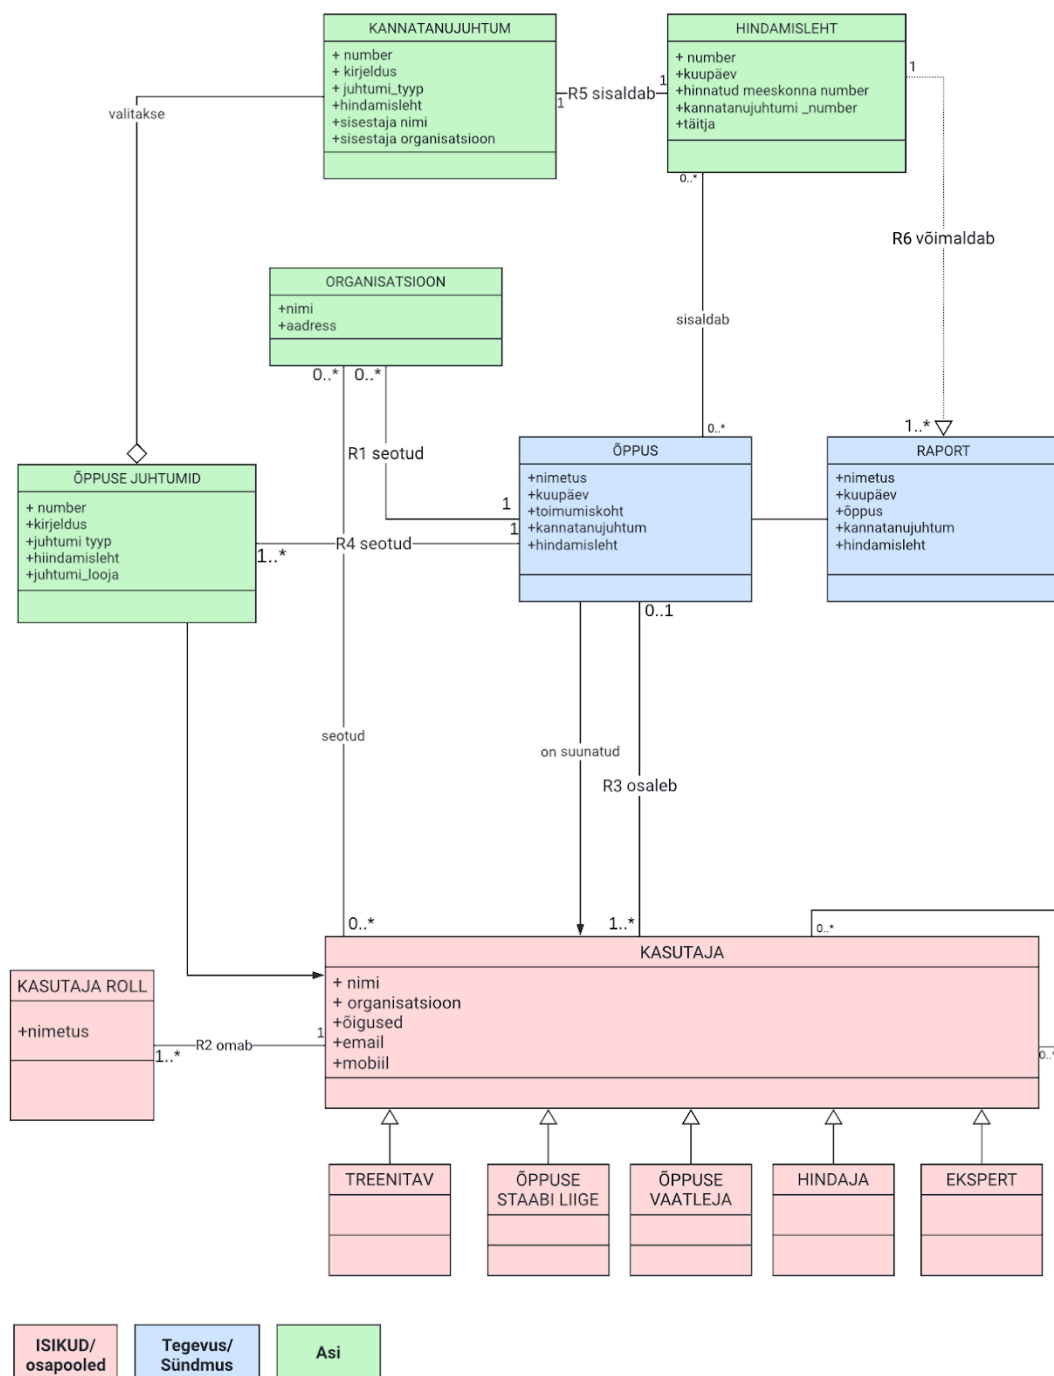 KANNATANUJUHTUM
+ number
+ kirjeldus
+ juhtumi_tyyp
+hindamisleht
+sisestaja nimi
+sisestaja organisatsioon
HINDAMISLEHT
+ number
+kuupäev
+hinnatud meeskonna number
+kannatanujuhtumi _number
+täitja
1
R5 sisaldab
1
1
valitakse
0..*
R6 võimaldab
ORGANISATSIOON
+nimi
+aadress
sisaldab
0..*
0..*
R1 seotud
0..*
1..*
ÕPPUSE JUHTUMID
+ number
+kirjeldus
+juhtumi tyyp
+hiindamisleht
+juhtumi_looja
ÕPPUS
+nimetus
+kuupäev
+toimumiskoht
+kannatanujuhtum
+hindamisleht
RAPORT
+nimetus
+kuupäev
+õppus
+kannatanujuhtum
+hindamisleht
1
1
R4 seotud
1..*
0..1
seotud
on suunatud
R3 osaleb
0..*
1..*
0..*
KASUTAJA
+ nimi
+ organisatsioon
+õigused
+email
+mobiil
KASUTAJA ROLL
+nimetus
1
R2 omab
1..*
0..*
TREENITAV
ÕPPUSE
STAABI LIIGE
ÕPPUSE
VAATLEJA
HINDAJA
EKSPERT
ISIKUD/
osapooled
Tegevus/
Sündmus
Asi